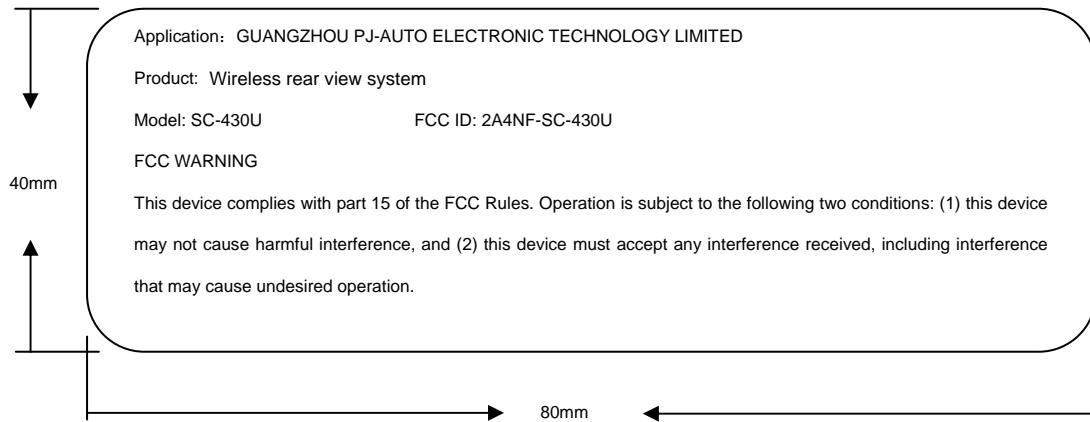 Application：GUANGZHOU PJ-AUTO ELECTRONIC TECHNOLOGY LIMITED
Product: Wireless rear view system
Model: SC-430U FCC ID: 2A4NF-SC-430U
FCC WARNING
40mm
This device complies with part 15 of the FCC Rules. Operation is subject to the following two conditions: (1) this device
may not cause harmful interference, and (2) this device must accept any interference received, including interference
that may cause undesired operation.
80mm